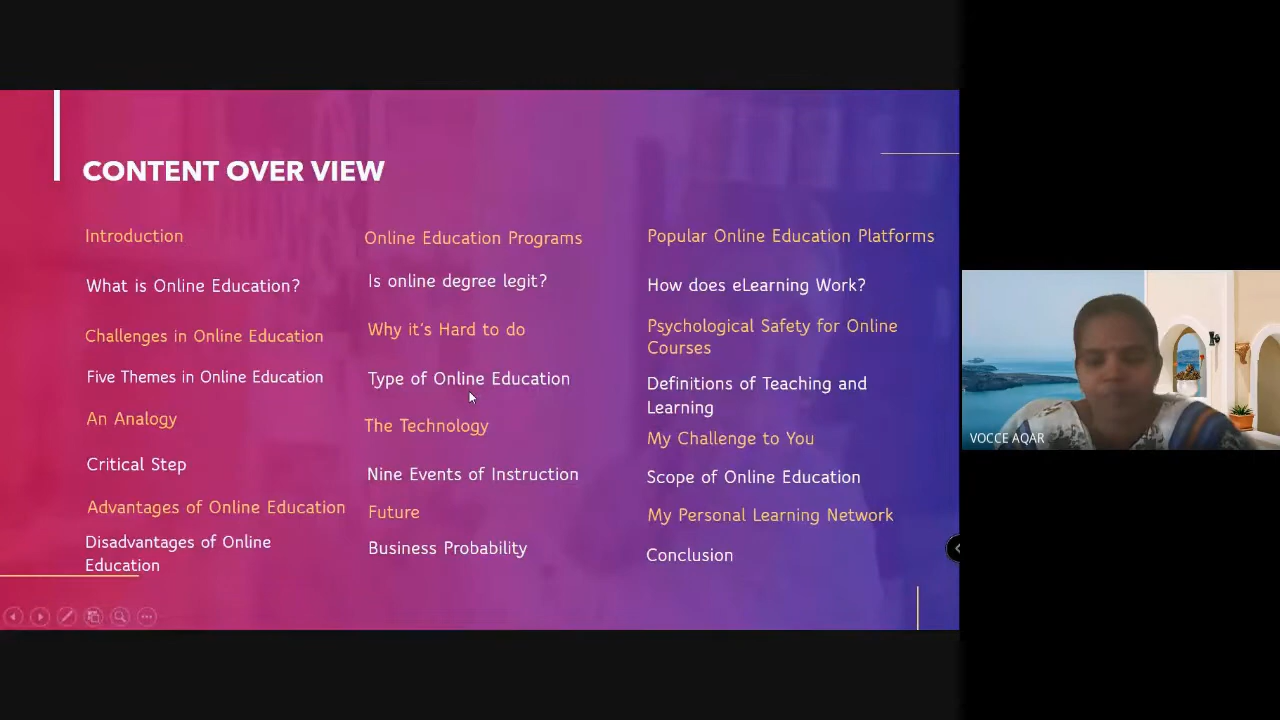 CONTENT OVER VIEW
Introduction
What is Online Education?
Challenges in Online Education
Five Themes in Online Education
An Analogy
Critical Step
Advantages of Online Education
Disadvantages of Online
Education
Online Education Programs
Is online degree legit?
Why it's Hard to do
Type of Online Education
The Technology
Nine Events of Instruction
Future
Business Probability
Popular Online Education Platforms
How does eLearning Work?
Psychological Safety for Online
Courses
Definitions of Teaching and
Learning
My Challenge to You
Scope of Online Education
My Personal Learning Network
Conclusion
VOCCE AQAR